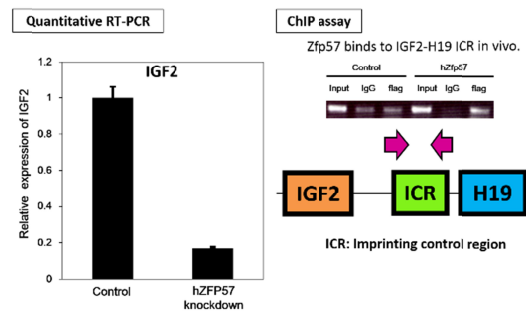 Quantitative RT-PCR
IGF2
Relative expression of IGF2
1.2
1
0.8
0.6
0.4
0.2
0
Control
hZFP57
knockdown
ChIP assay
Zfp57 binds to IGF2-H19 ICR in vivo.
Control hZfp57
Input IgG flag Input IgG flag
IGF2 ICR H19
ICR: Imprinting control region